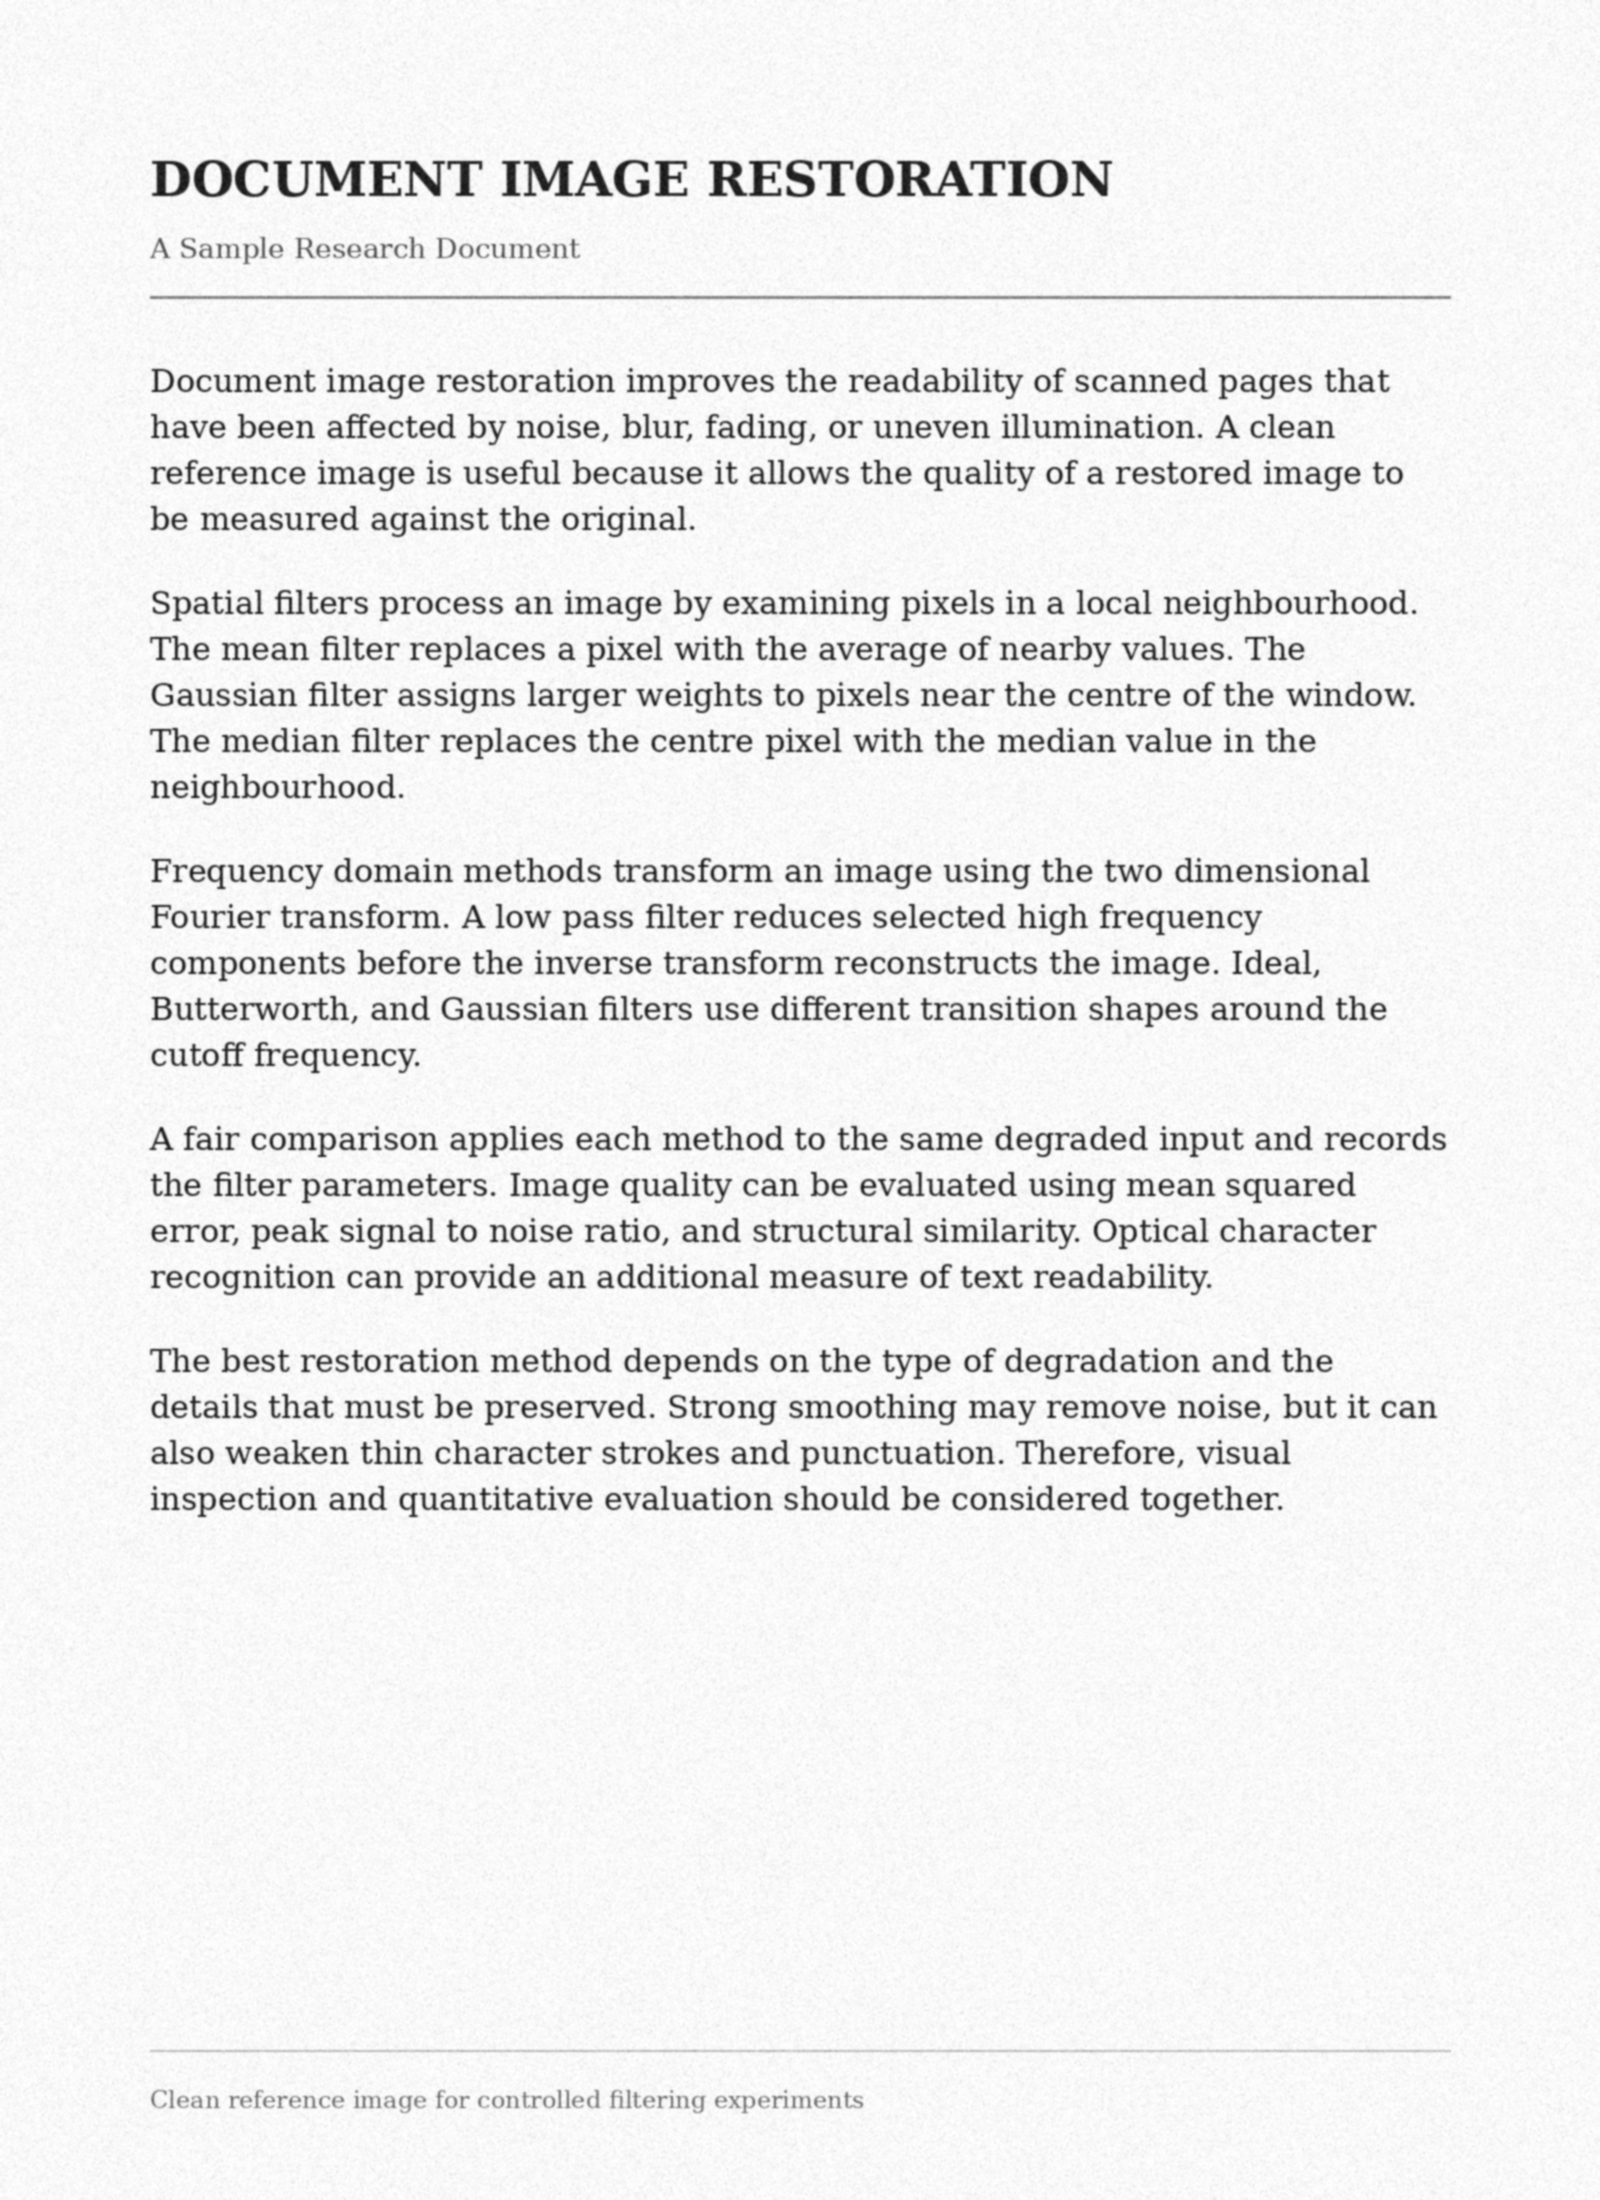 DOCUMENT IMAGE RESTORATION
A Sample Research Document
Document image restoration improves the readability of scanned pages that
have been affected by noise, blur, fading, or uneven illumination. A clean
reference image is useful because it allows the quality of a restored image to
be measured against the original.
Spatial filters process an image by examining pixels in a local neighbourhood.
The mean filter replaces a pixel with the average of nearby values. The
Gaussian filter assigns larger weights to pixels near the centre of the window.
The median filter replaces the centre pixel with the median value in the
neighbourhood.
Frequency domain methods transform an image using the two dimensional
Fourier transform. A low pass filter reduces selected high frequency
components before the inverse transform reconstructs the image. Ideal,
Butterworth, and Gaussian filters use different transition shapes around the
cutoff frequency.
A fair comparison applies each method to the same degraded input and records
the filter parameters. Image quality can be evaluated using mean squared
error, peak signal to noise ratio, and structural similarity. Optical character
recognition can provide an additional measure of text readability.
The best restoration method depends on the type of degradation and the
details that must be preserved. Strong smoothing may remove noise, but it can
also weaken thin character strokes and punctuation. Therefore, visual
inspection and quantitative evaluation should be considered together.
Clean reference image for controlled filtering experiments